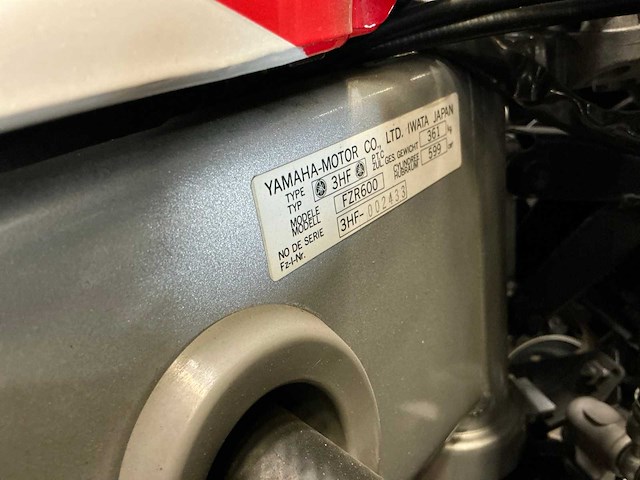 YAMAHA-MOTOR CO., LTD. IWATA JAPAN
TYPE
TYP
3HF
PTC
ZUL.GES.GEWICHT 361 kg
MODELE
MODELL
FZR600
CYLINDREE
HUBRAUM
599 cm³
NO DE SERIE
Fz-I-Nr.
3HF-002433